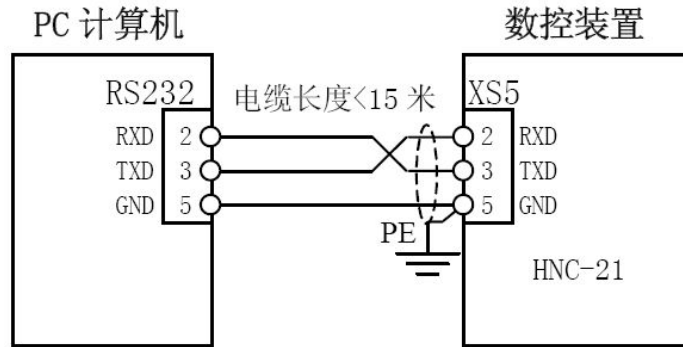 PC 计算机
数控装置
RS232
电缆长度<15 米
XS5
RXD 2
2 RXD
TXD 3
3 TXD
GND 5
5 GND
PE
HNC-21